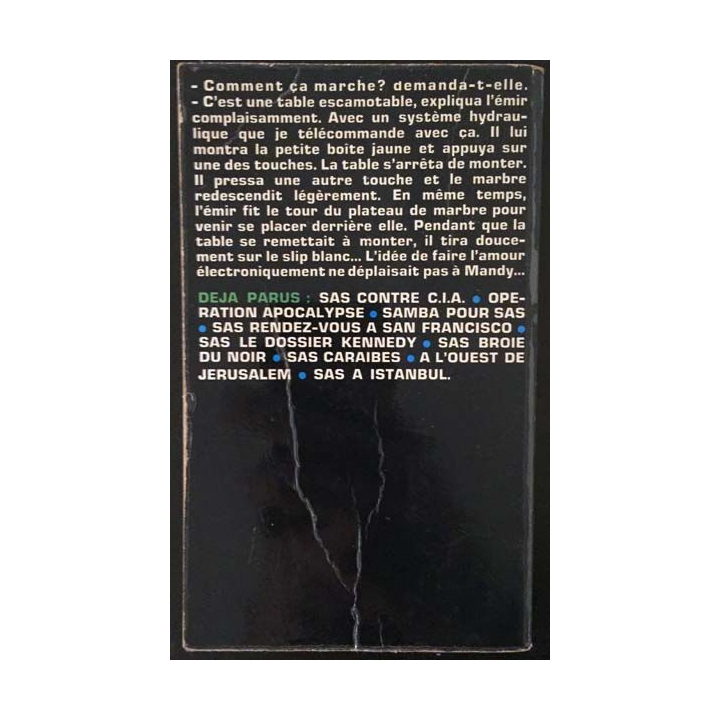 - Comment ça marche? demanda-t-elle.
- C'est une table escamotable, expliqua l'émir
complaisamment. Avec un système hydrau-
lique que je télécommande avec ça. Il lui
montra la petite boîte jaune et appuya sur
une des touches. La table s'arrêta de monter.
Il pressa une autre touche et le marbre
redescendit légèrement. En même temps,
l'émir fit le tour du plateau de marbre pour
venir se placer derrière elle. Pendant que la
table se remettait à monter, il tira douce-
ment sur le slip blanc... L'idée de faire l'amour
électroniquement ne déplaisait pas à Mandy...
DEJA PARUS : SAS CONTRE C.I.A. • OPE-
RATION APOCALYPSE • SAMBA POUR SAS
• SAS RENDEZ-VOUS A SAN FRANCISCO •
SAS LE DOSSIER KENNEDY • SAS BROIE
DU NOIR • SAS CARAIBES • A L'OUEST DE
JERUSALEM • SAS A ISTANBUL.